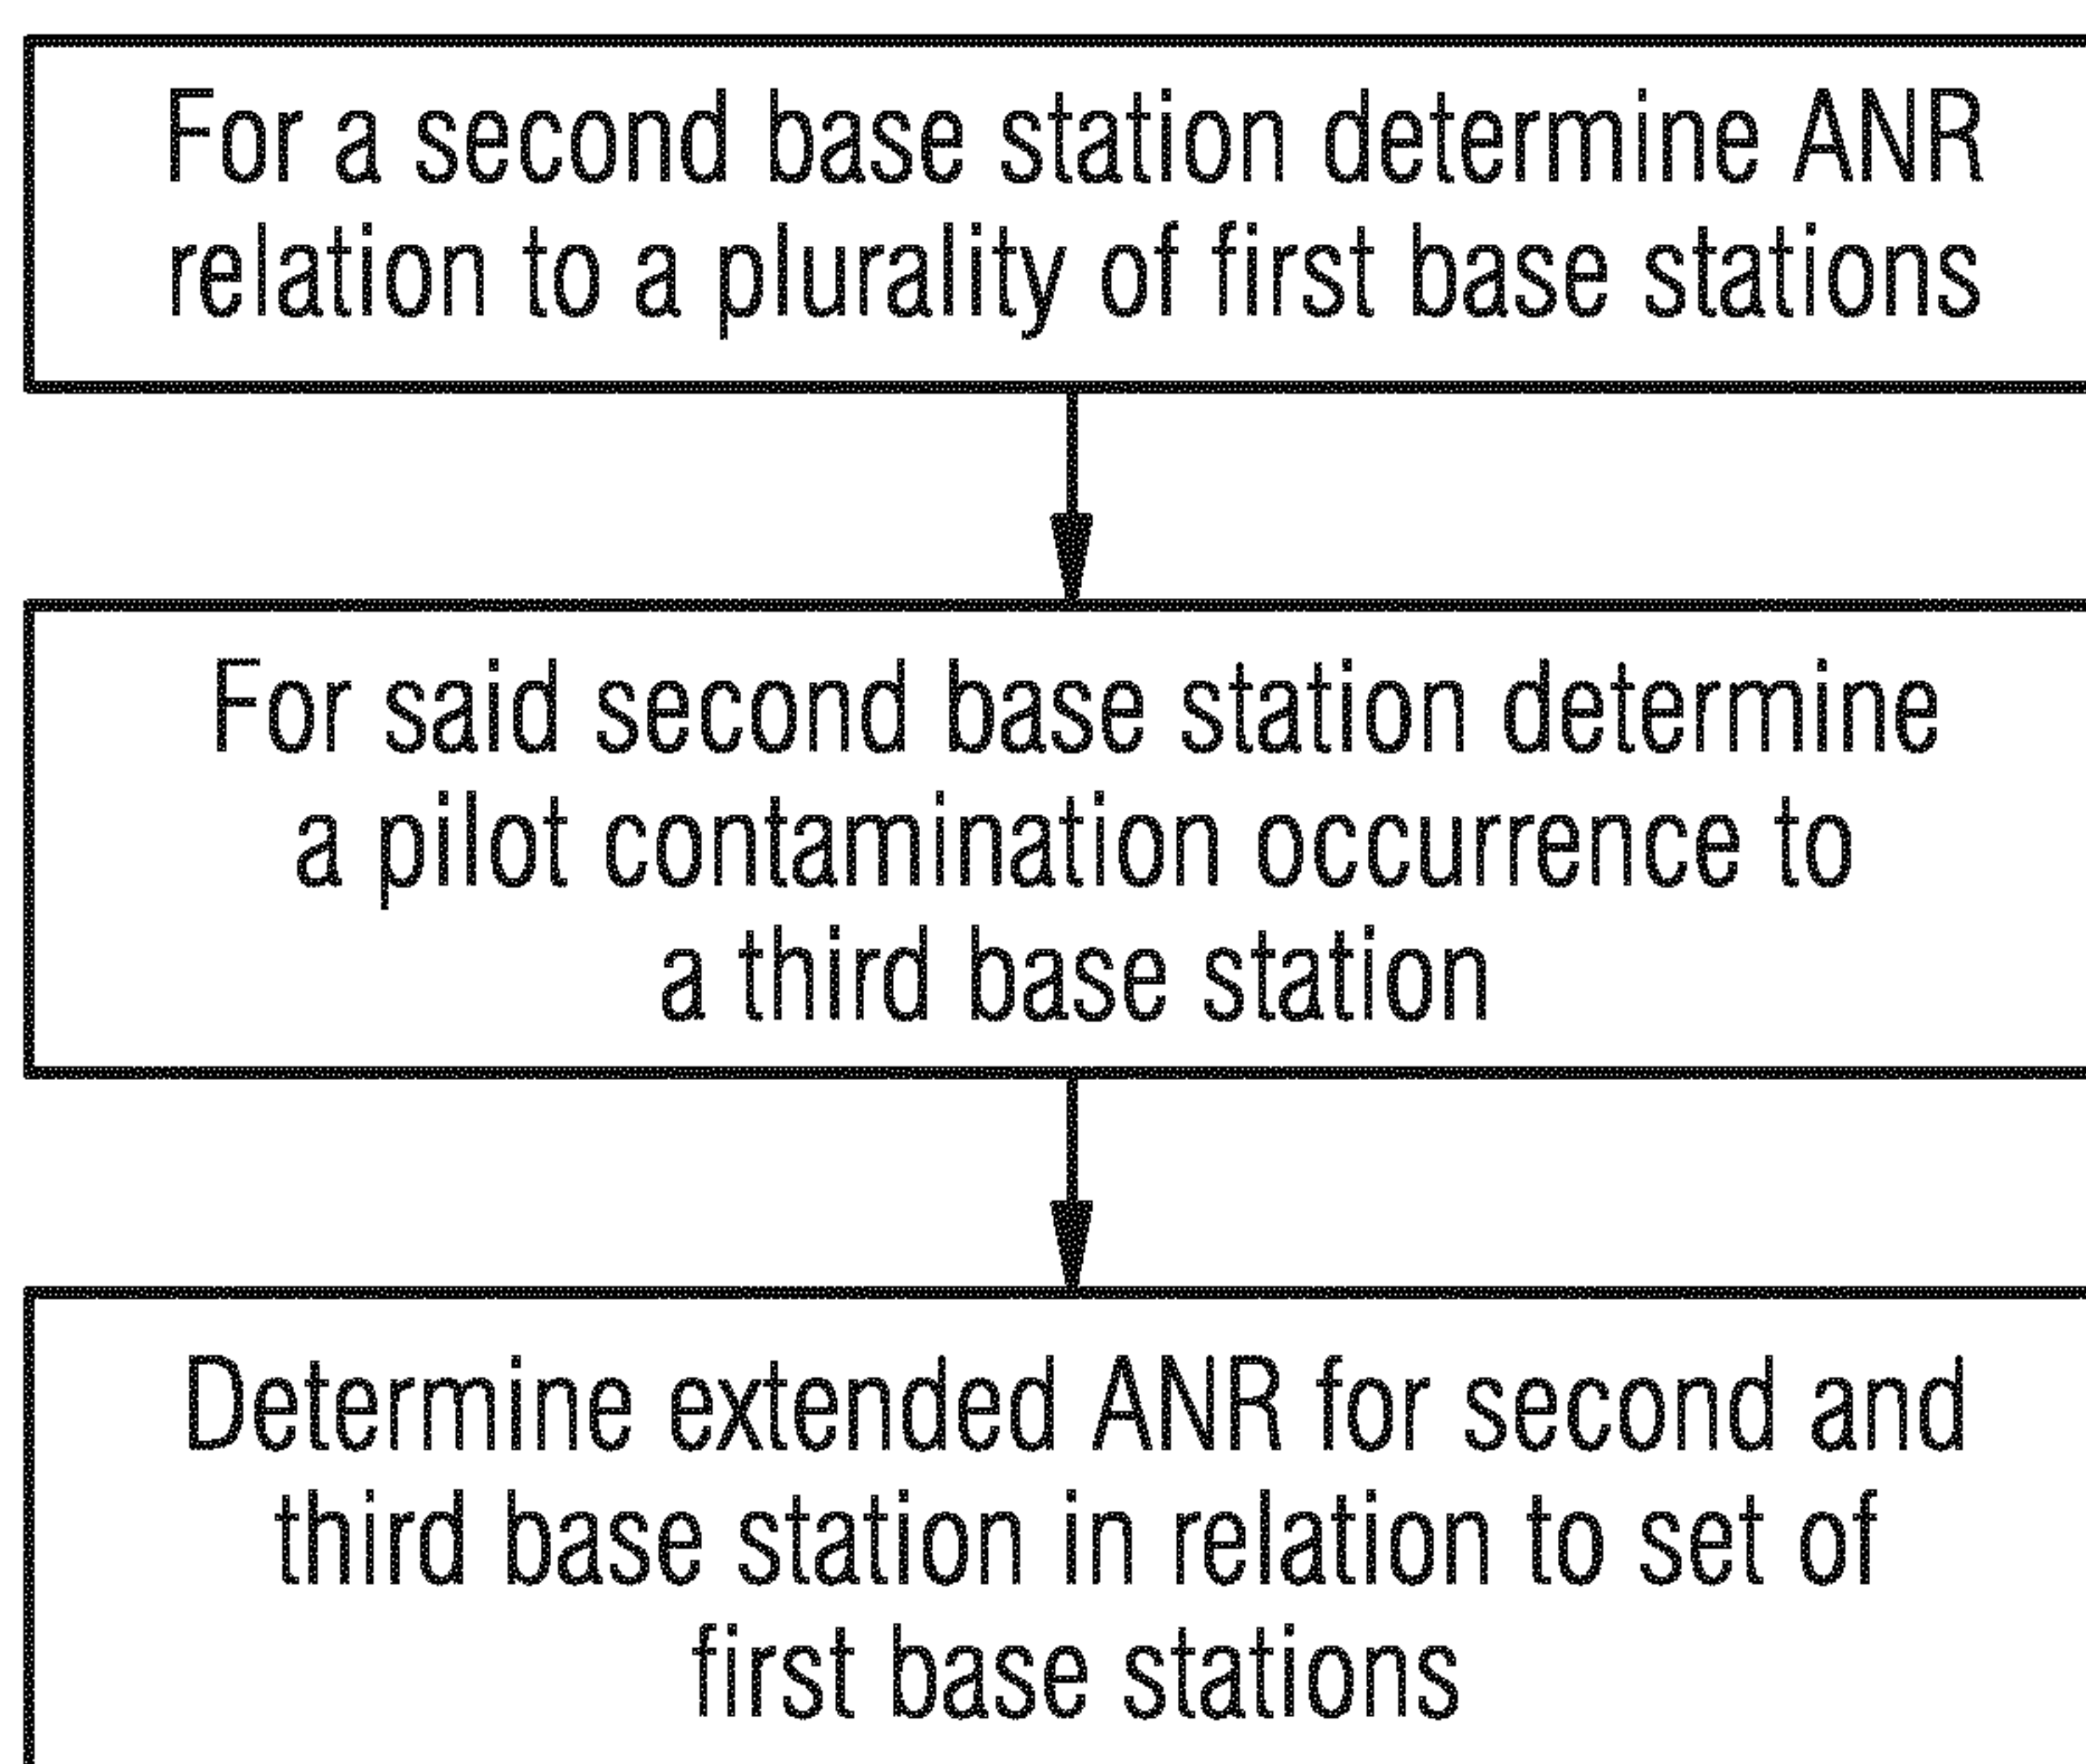 For a second base station determine ANR
relation to a plurality of first base stations
For said second base station determine
a pilot contamination occurrence to
a third base station
Determine extended ANR for second and
third base station in relation to set of
first base stations